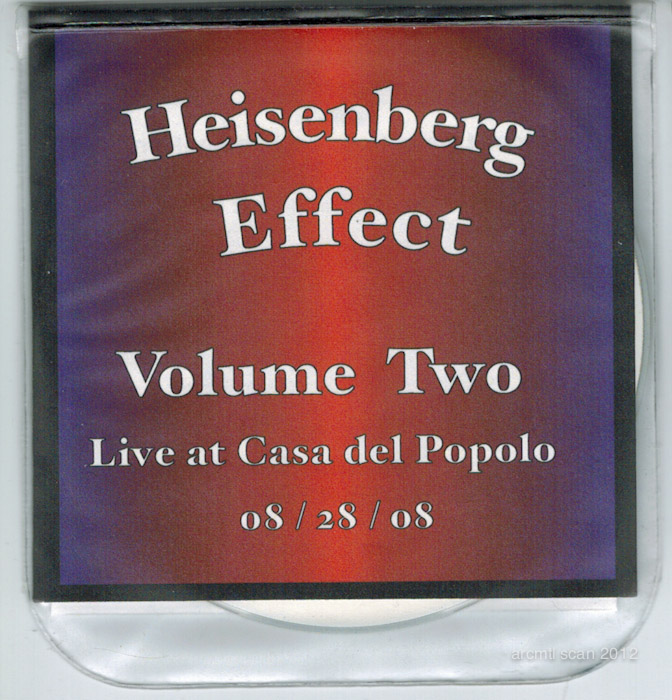 Heisenberg
Effect
Volume Two
Live at Casa del Popolo
08 / 28 / 08
arcmtl scan 2012